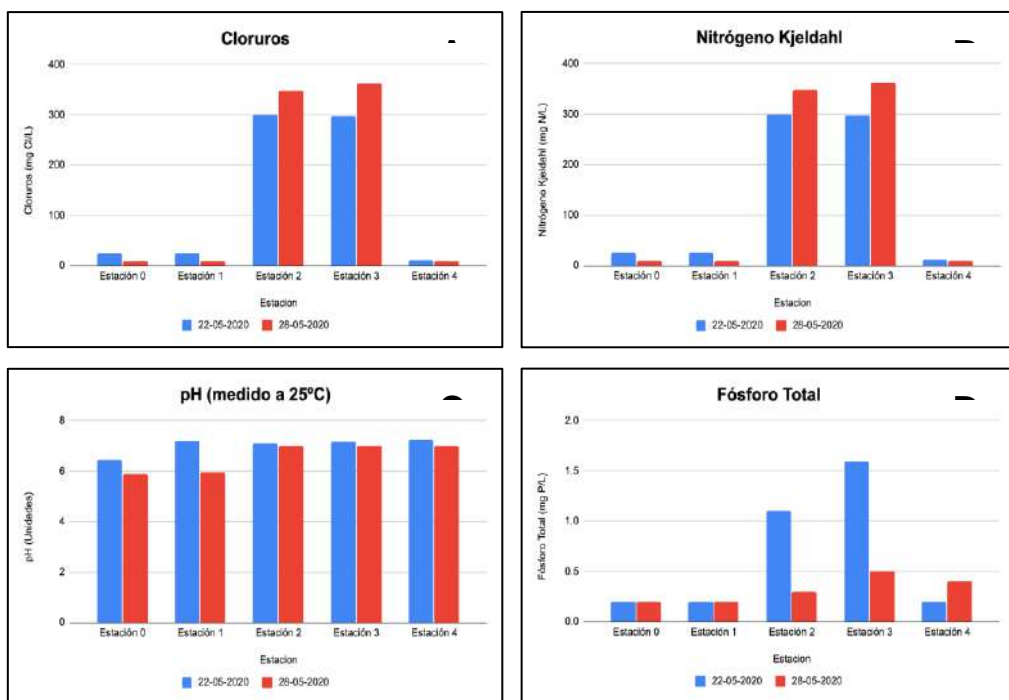 Cloruros
Cloruros (mg Cl/L)
400
300
200
100
0
Estación 0 Estación 1 Estación 2 Estación 3 Estación 4
Estacion
22-05-2020 28-05-2020
Nitrógeno Kjeldahl
Nitrógeno Kjeldahl (mg N/L)
400
300
200
100
0
Estación 0 Estación 1 Estación 2 Estación 3 Estación 4
Estacion
22-05-2020 28-05-2020
pH (medido a 25ºC)
pH (Unidades)
8
6
4
2
0
Estación 0 Estación 1 Estación 2 Estación 3 Estación 4
Estacion
22-05-2020 28-05-2020
Fósforo Total
Fósforo Total (mg P/L)
2.0
1.5
1.0
0.5
0.0
Estación 0 Estación 1 Estación 2 Estación 3 Estación 4
Estacion
22-05-2020 28-05-2020